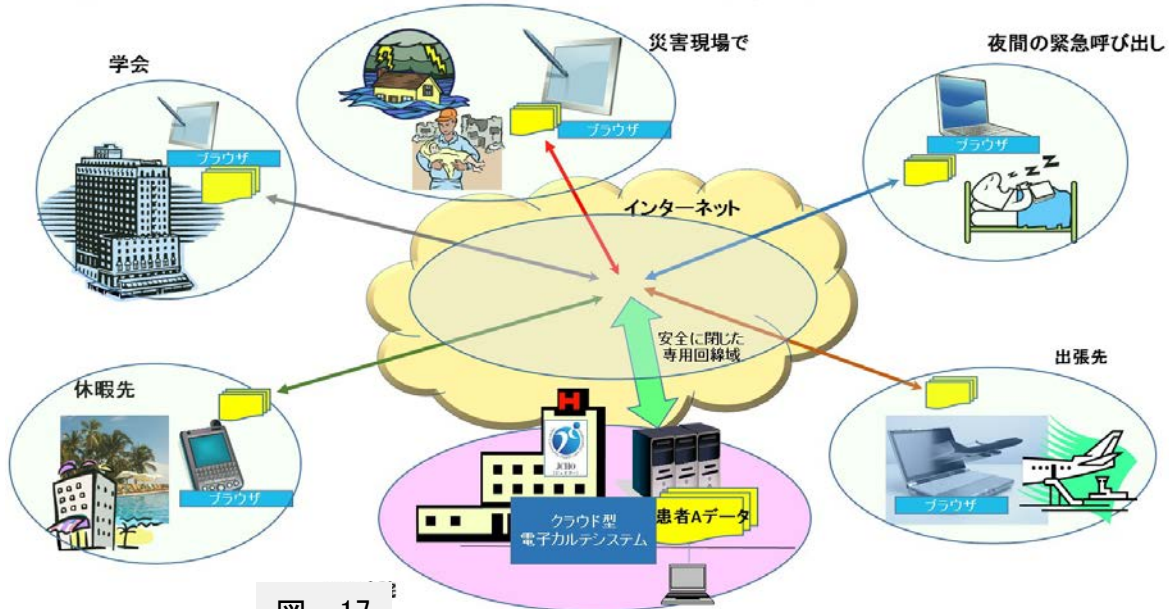 災害現場で
夜間の緊急呼び出し
学会
ブラウザ
ブラウザ
ブラウザ
インターネット
安全に閉じた
専用回線域
出張先
休暇先
ブラウザ
ブラウザ
H
JCHO
クラウド型
電子カルテシステム
患者Aデータ
図 17